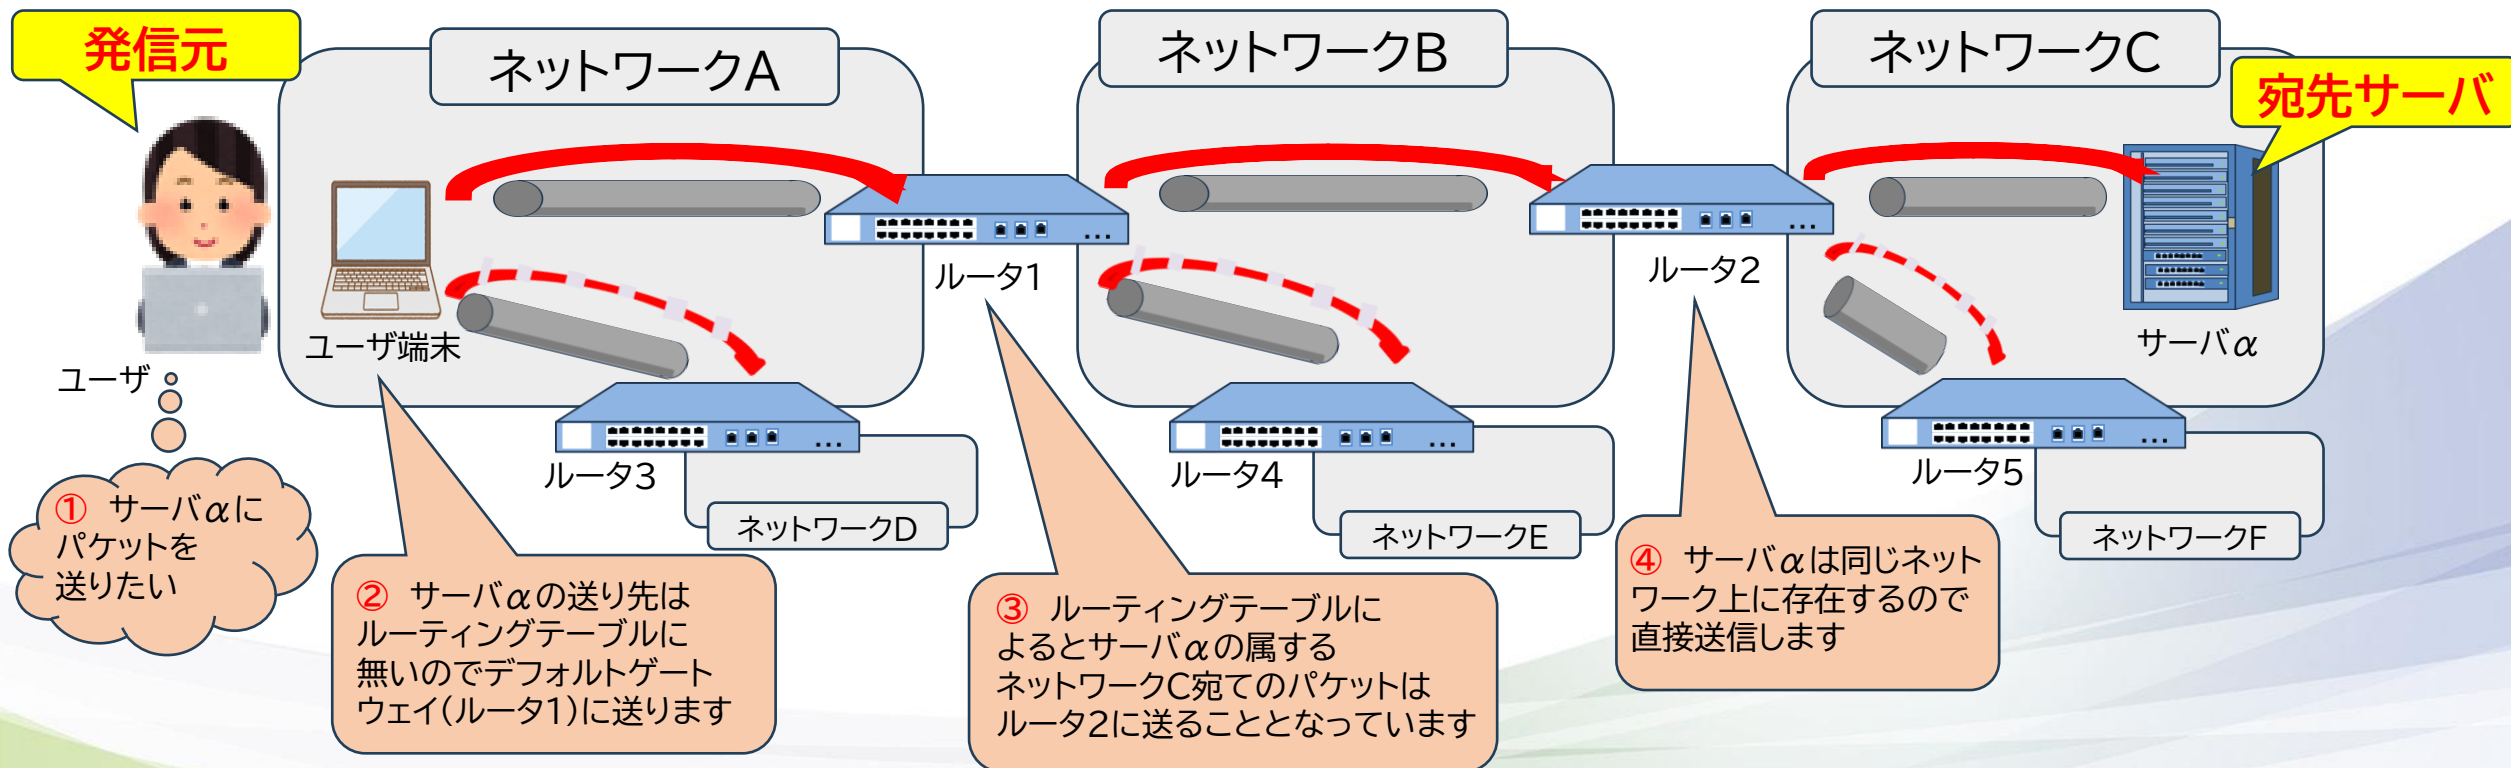 発信元
ネットワークA
ネットワークB
ネットワークC
宛先サーバ
ルータ1
ルータ2
ユーザ端末
サーバα
ユーザ
ルータ3
ルータ4
ルータ5
ネットワークD
ネットワークE
ネットワークF
① サーバαに
パケットを
送りたい
② サーバαの送り先は
ルーティングテーブルに
無いのでデフォルトゲート
ウェイ(ルータ1)に送ります
③ ルーティングテーブルに
よるとサーバαの属する
ネットワークC宛てのパケットは
ルータ2に送ることとなっています
④ サーバαは同じネット
ワーク上に存在するので
直接送信します